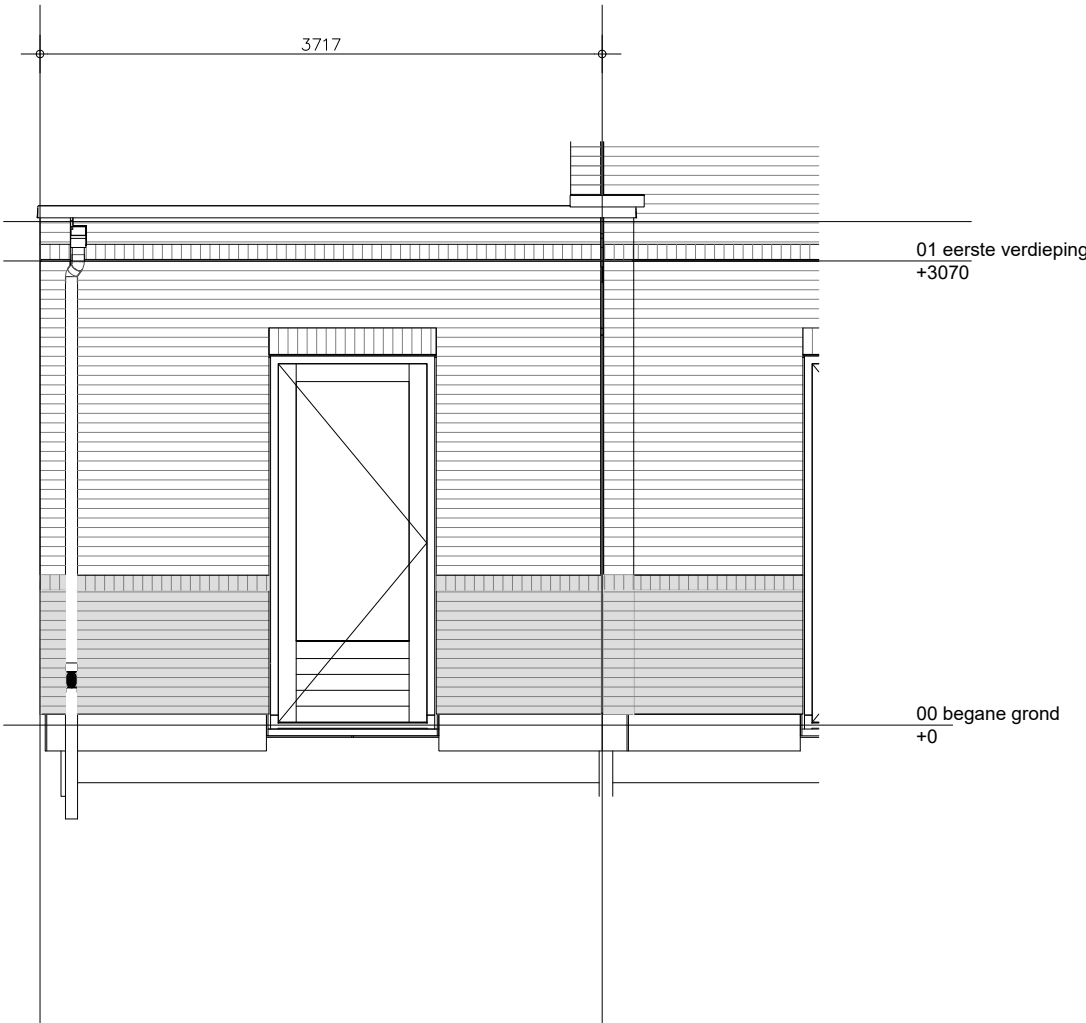 3717
01 eerste verdieping
+3070
00 begane grond
+0